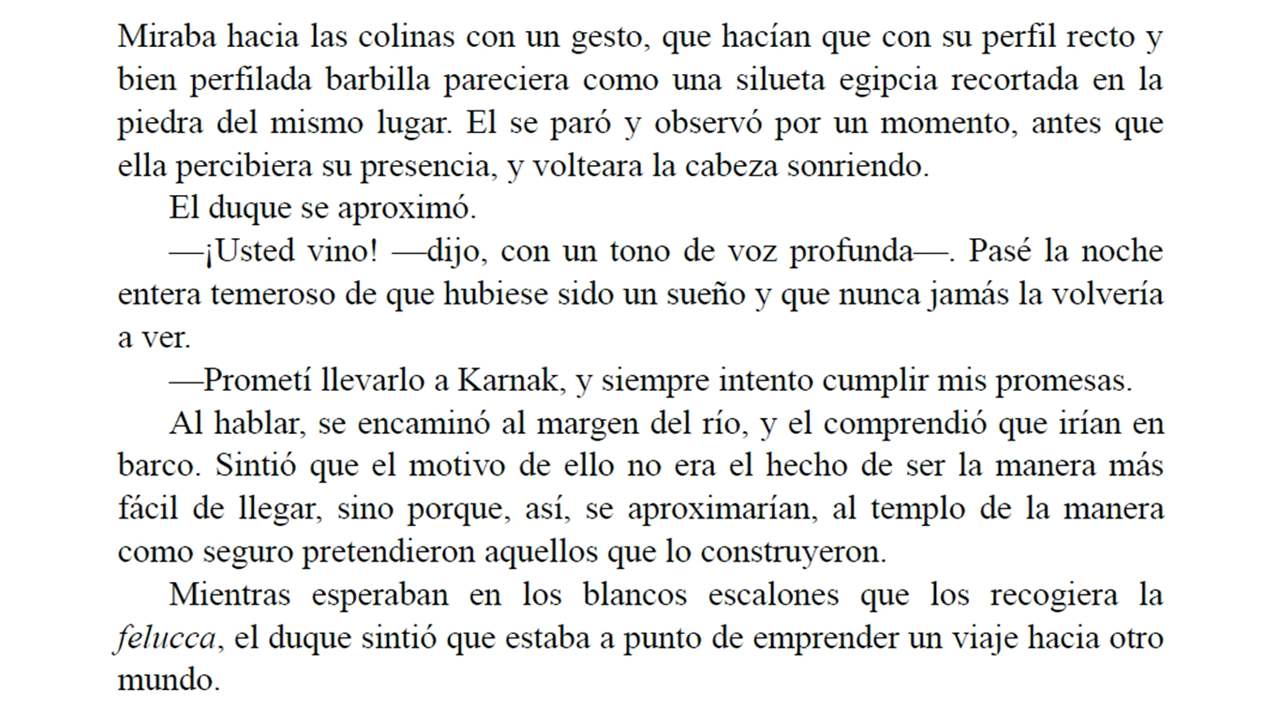 Miraba hacia las colinas con un gesto, que hacían que con su perfil recto y
bien perfilada barbilla pareciera como una silueta egipcia recortada en la
piedra del mismo lugar. El se paró y observó por un momento, antes que
ella percibiera su presencia, y volteara la cabeza sonriendo.
El duque se aproximó.
—¡Usted vino! —dijo, con un tono de voz profunda—. Pasé la noche
entera temeroso de que hubiese sido un sueño y que nunca jamás la volvería
a ver.
—Prometí llevarlo a Karnak, y siempre intento cumplir mis promesas.
Al hablar, se encaminó al margen del río, y el comprendió que irían en
barco. Sintió que el motivo de ello no era el hecho de ser la manera más
fácil de llegar, sino porque, así, se aproximarían, al templo de la manera
como seguro pretendieron aquellos que lo construyeron.
Mientras esperaban en los blancos escalones que los recogiera la
felucca, el duque sintió que estaba a punto de emprender un viaje hacia otro
mundo.